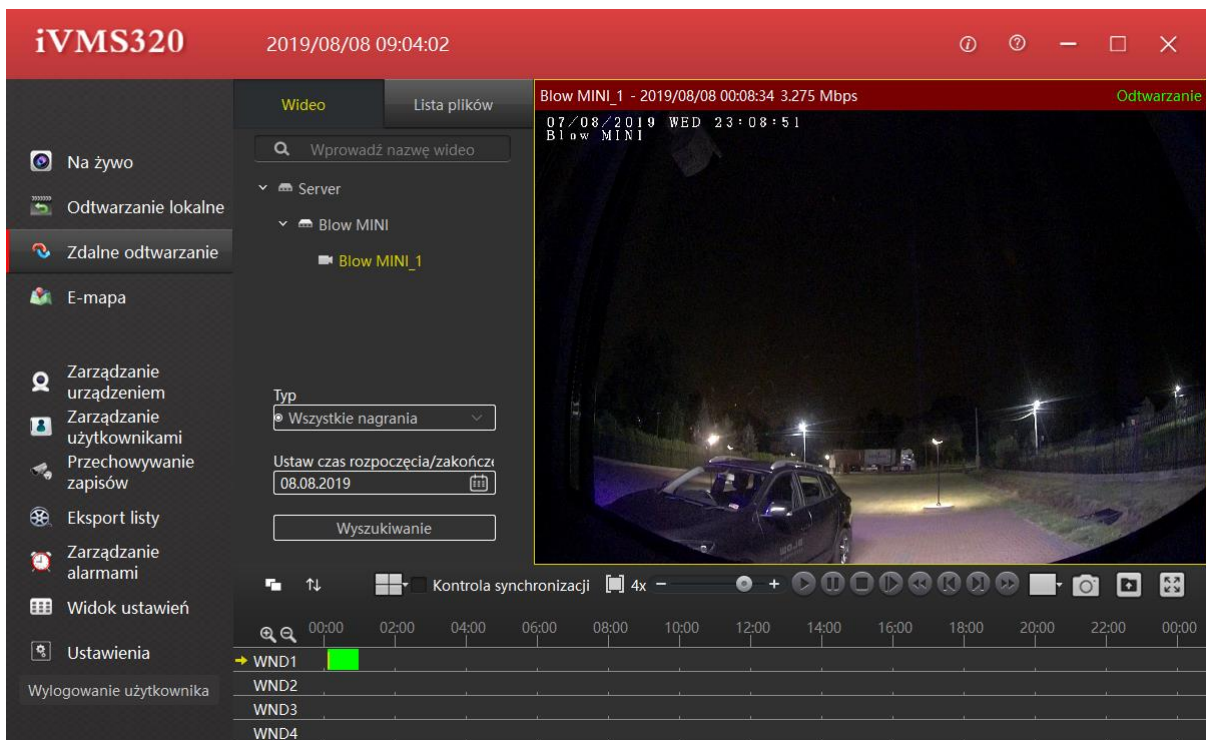 iVMS320
2019/08/08 09:04:02
Na żywo
Odtwarzanie lokalne
Zdalne odtwarzanie
E-mapa
Zarządzanie
urządzeniem
Zarządzanie
użytkownikami
Przechowywanie
zapisów
Eksport listy
Zarządzanie
alarmami
Widok ustawień
Ustawienia
Wylogowanie użytkownika
Wideo
Lista plików
Wprowadź nazwę wideo
Server
Blow MINI
Blow MINI_1
Typ
Wszystkie nagrania
Ustaw czas rozpoczęcia/zakończe
08.08.2019
Wyszukiwanie
Blow MINI_1 - 2019/08/08 00:08:34 3.275 Mbps
Odtwarzanie
07/08/2019 WED 23:08:51
Blow MINI
Kontrola synchronizacji
4x
00:00 02:00 04:00 06:00 08:00 10:00 12:00 14:00 16:00 18:00 20:00 22:00 00:00
WND1
WND2
WND3
WND4